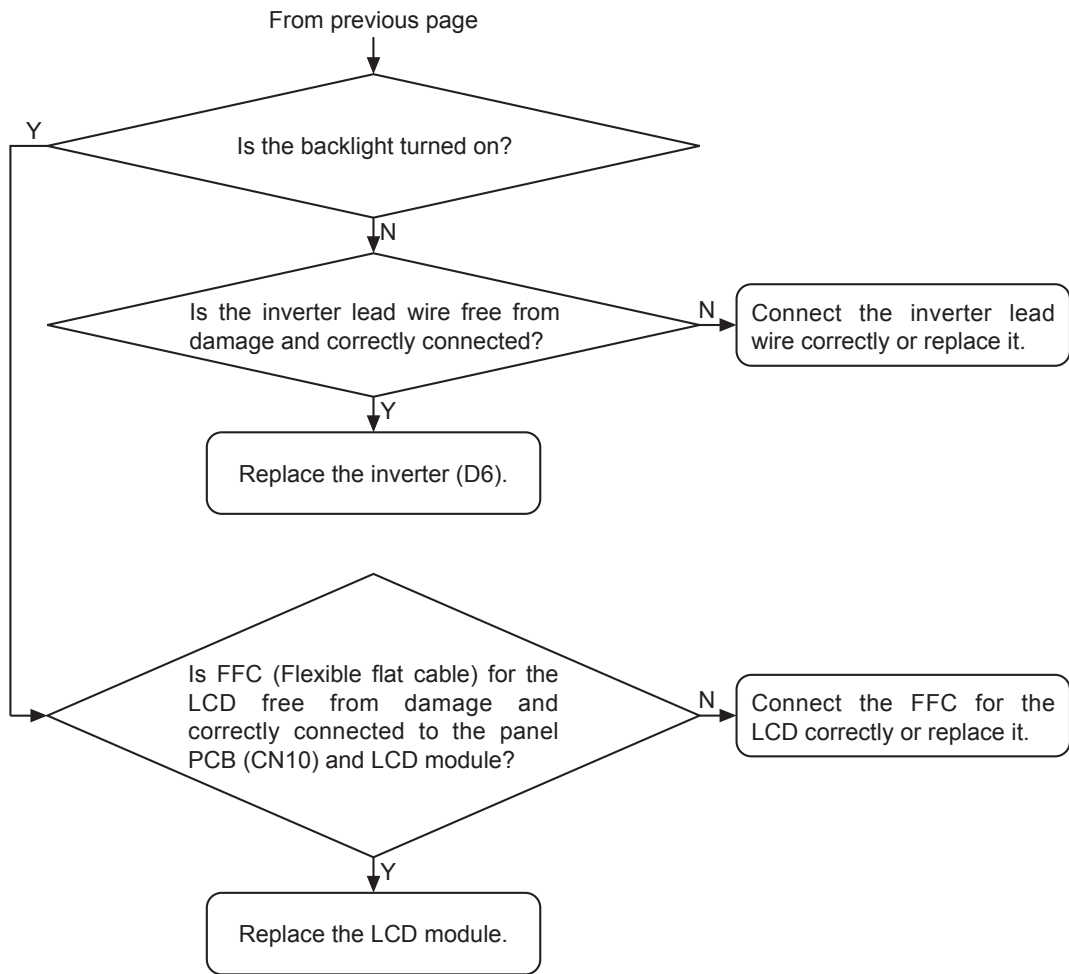 From previous page
Y
Is the backlight turned on?
N
Is the inverter lead wire free from
damage and correctly connected?
N
Connect the inverter lead
wire correctly or replace it.
Y
Replace the inverter (D6).
Is FFC (Flexible flat cable) for the
LCD free from damage and
correctly connected to the panel
PCB (CN10) and LCD module?
N
Connect the FFC for the
LCD correctly or replace it.
Y
Replace the LCD module.